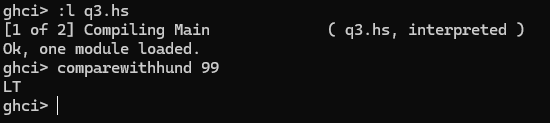 ghci> :l q3.hs
[1 of 2] Compiling Main             ( q3.hs, interpreted )
Ok, one module loaded.
ghci> comparewithhund 99
LT
ghci>